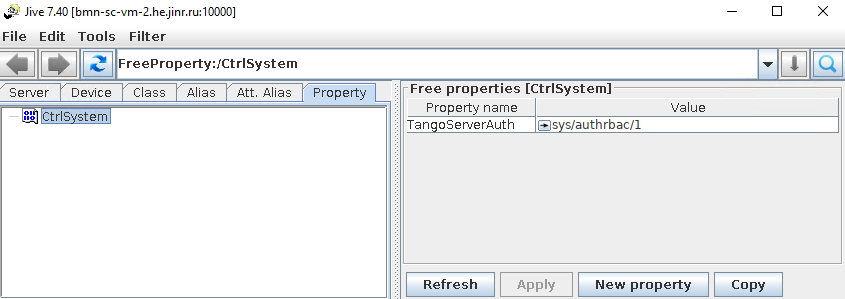 Jive 7.40 [bmn-sc-vm-2.he.jinr.ru:10000]
File Edit Tools Filter
FreeProperty:/CtrlSystem
Server Device Class Alias Att. Alias Property
CtrlSystem
Free properties [CtrlSystem]
Property name Value
TangoServerAuth sys/authrbac/1
Refresh Apply New property Copy